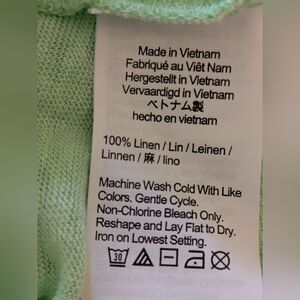 Made in Vietnam
Fabriqué au Viêt Nam
Hergestellt in Vietnam
Vervaardigd in Vietnam
ベトナム製
hecho en vietnam
100% Linen / Lin / Leinen /
Linnen / 麻 / lino
Machine Wash Cold With Like
Colors. Gentle Cycle.
Non-Chlorine Bleach Only.
Reshape and Lay Flat to Dry.
Iron on Lowest Setting.
30